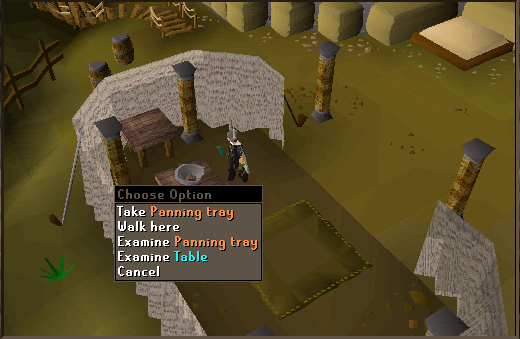 Choose Option
Take Panning tray
Walk here
Examine Panning tray
Examine Table
Cancel